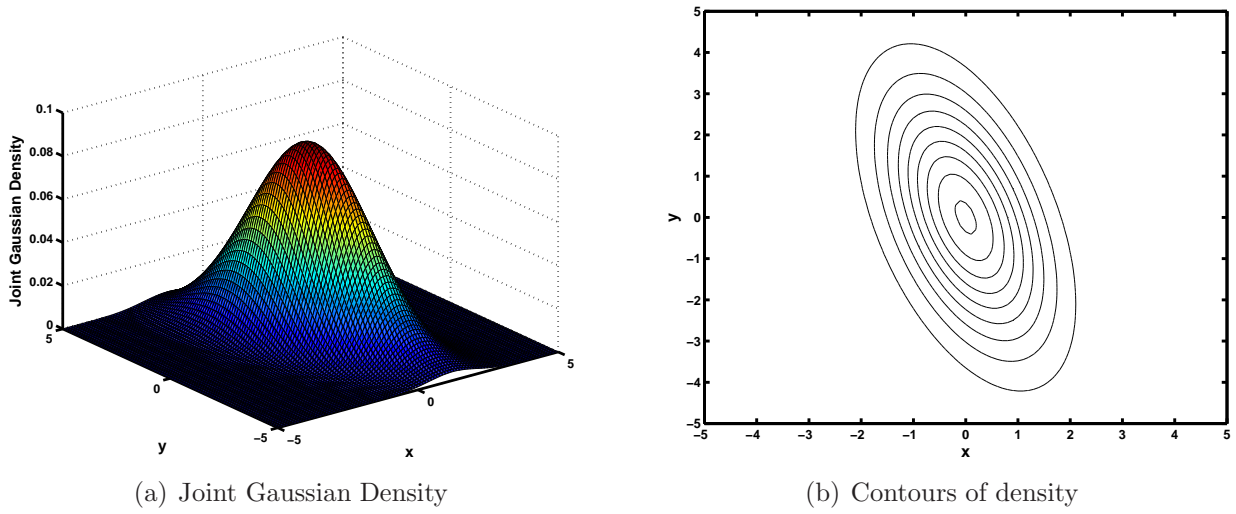 0.1
0.08
0.06
0.04
0.02
0
Joint Gaussian Density
5
0
−5
y
−5
0
5
x
(a) Joint Gaussian Density
5
4
3
2
1
0
−1
−2
−3
−4
−5
y
−5 −4 −3 −2 −1 0 1 2 3 4 5
x
(b) Contours of density